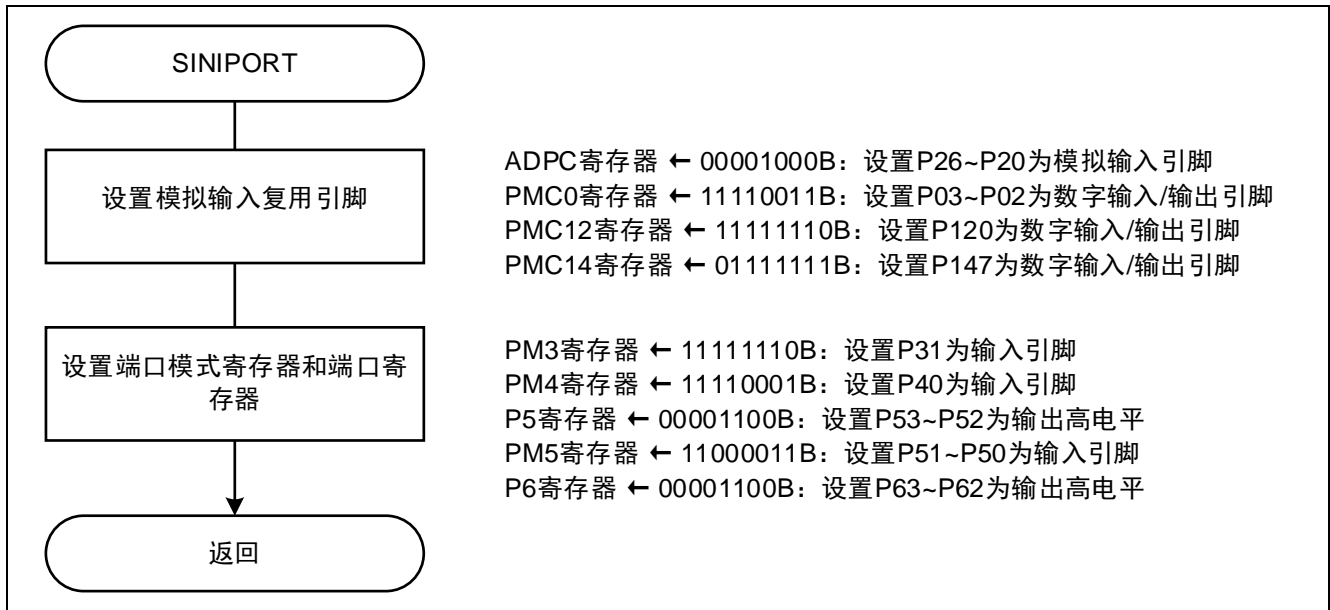 SINIPORT
设置模拟输入复用引脚
ADPC寄存器 ← 00001000B：设置P26~P20为模拟输入引脚
PMC0寄存器 ← 11110011B：设置P03~P02为数字输入/输出引脚
PMC12寄存器 ← 11111110B：设置P120为数字输入/输出引脚
PMC14寄存器 ← 01111111B：设置P147为数字输入/输出引脚
设置端口模式寄存器和端口寄
存器
PM3寄存器 ← 11111110B：设置P31为输入引脚
PM4寄存器 ← 11110001B：设置P40为输入引脚
P5寄存器 ← 00001100B：设置P53~P52为输出高电平
PM5寄存器 ← 11000011B：设置P51~P50为输入引脚
P6寄存器 ← 00001100B：设置P63~P62为输出高电平
返回